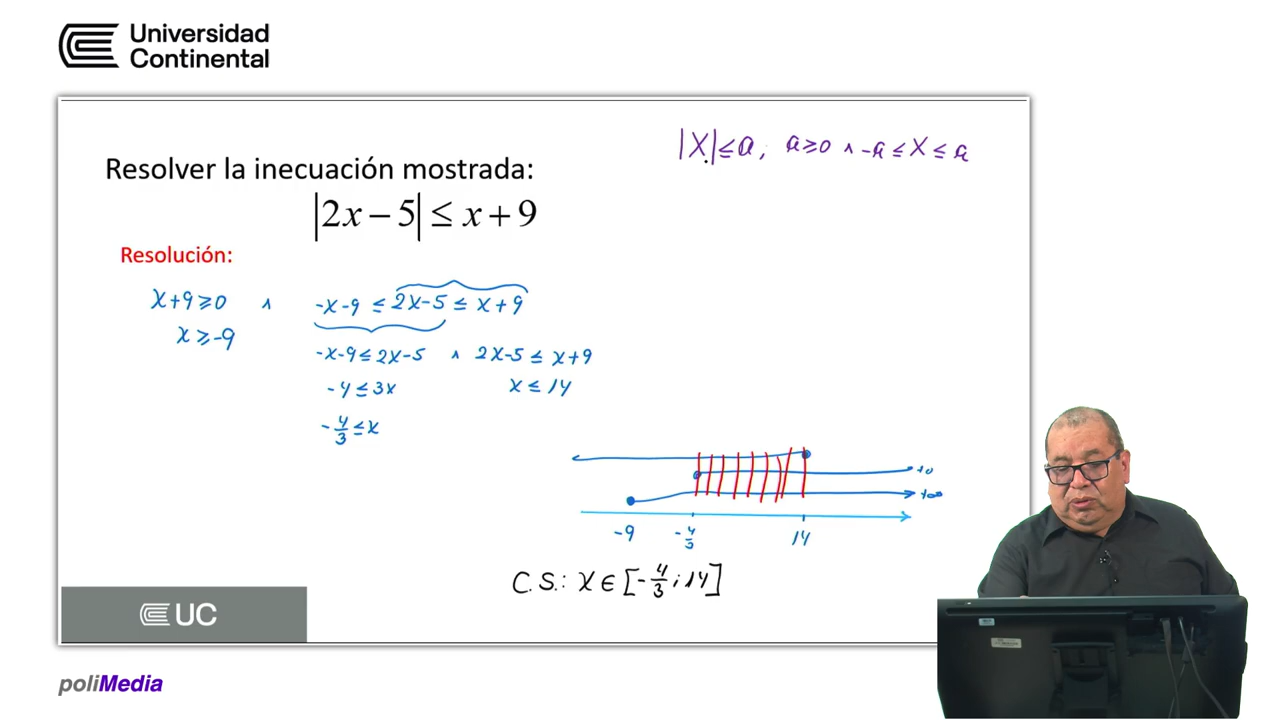 Universidad
Continental
|X| ≤ a, a ≥ 0 ∧ -a ≤ X ≤ a
Resolver la inecuación mostrada:
|2x − 5| ≤ x + 9
Resolución:
x+9 ≥ 0 ∧ -x-9 ≤ 2x-5 ≤ x+9
x ≥ -9
-x-9 ≤ 2x-5 ∧ 2x-5 ≤ x+9
-4 ≤ 3x x ≤ 14
-4/3 ≤ x
+∞
-9 -4/3 14
C.S.: x ∈ [-4/3; 14]
UC
poliMedia